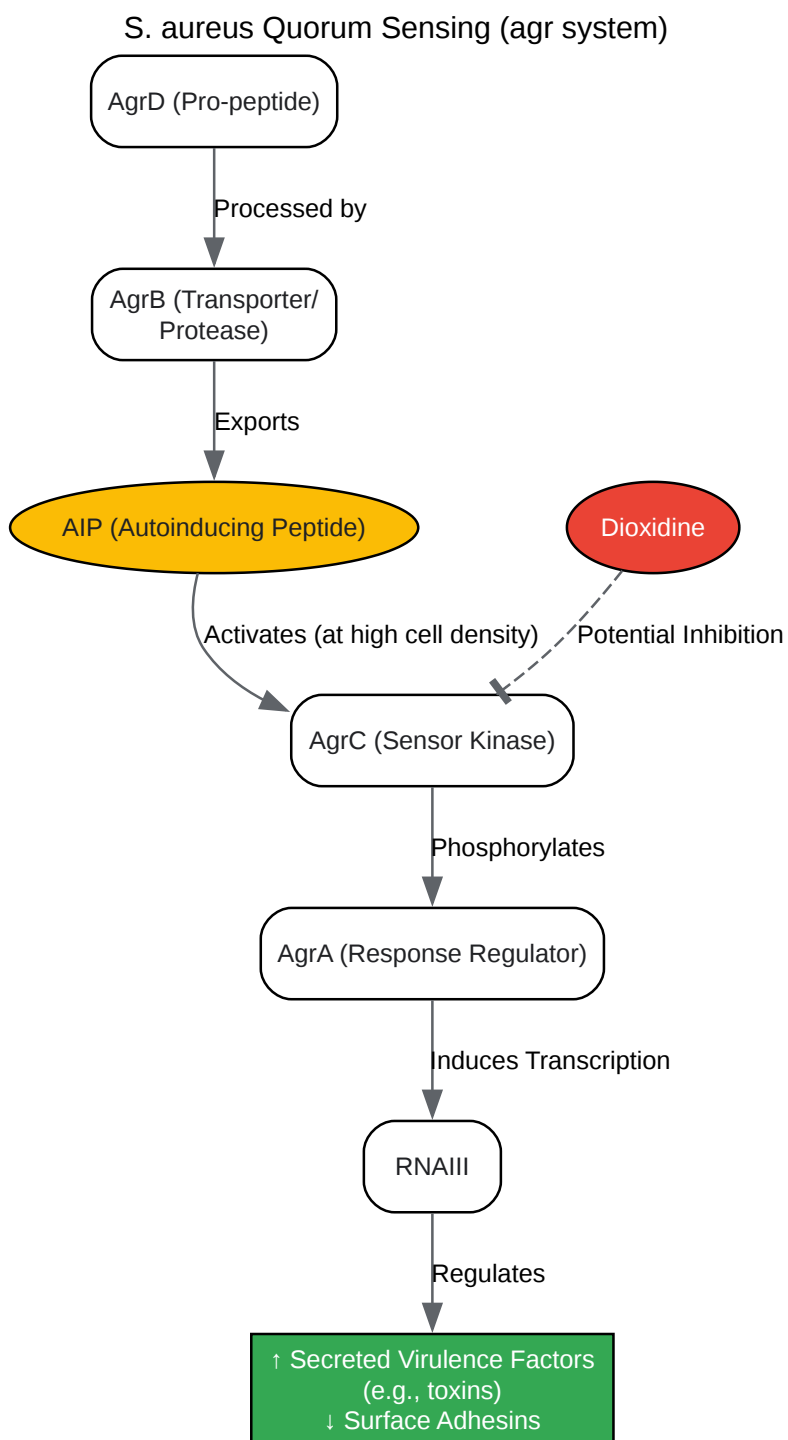 S. aureus Quorum Sensing (agr system)
AgrD (Pro-peptide)
Processed by
AgrB (Transporter/
Protease)
Exports
AIP (Autoinducing Peptide)
Dioxidine
Activates (at high cell density)
Potential Inhibition
AgrC (Sensor Kinase)
Phosphorylates
AgrA (Response Regulator)
Induces Transcription
RNAIII
Regulates
↑ Secreted Virulence Factors
(e.g., toxins)
↓ Surface Adhesins